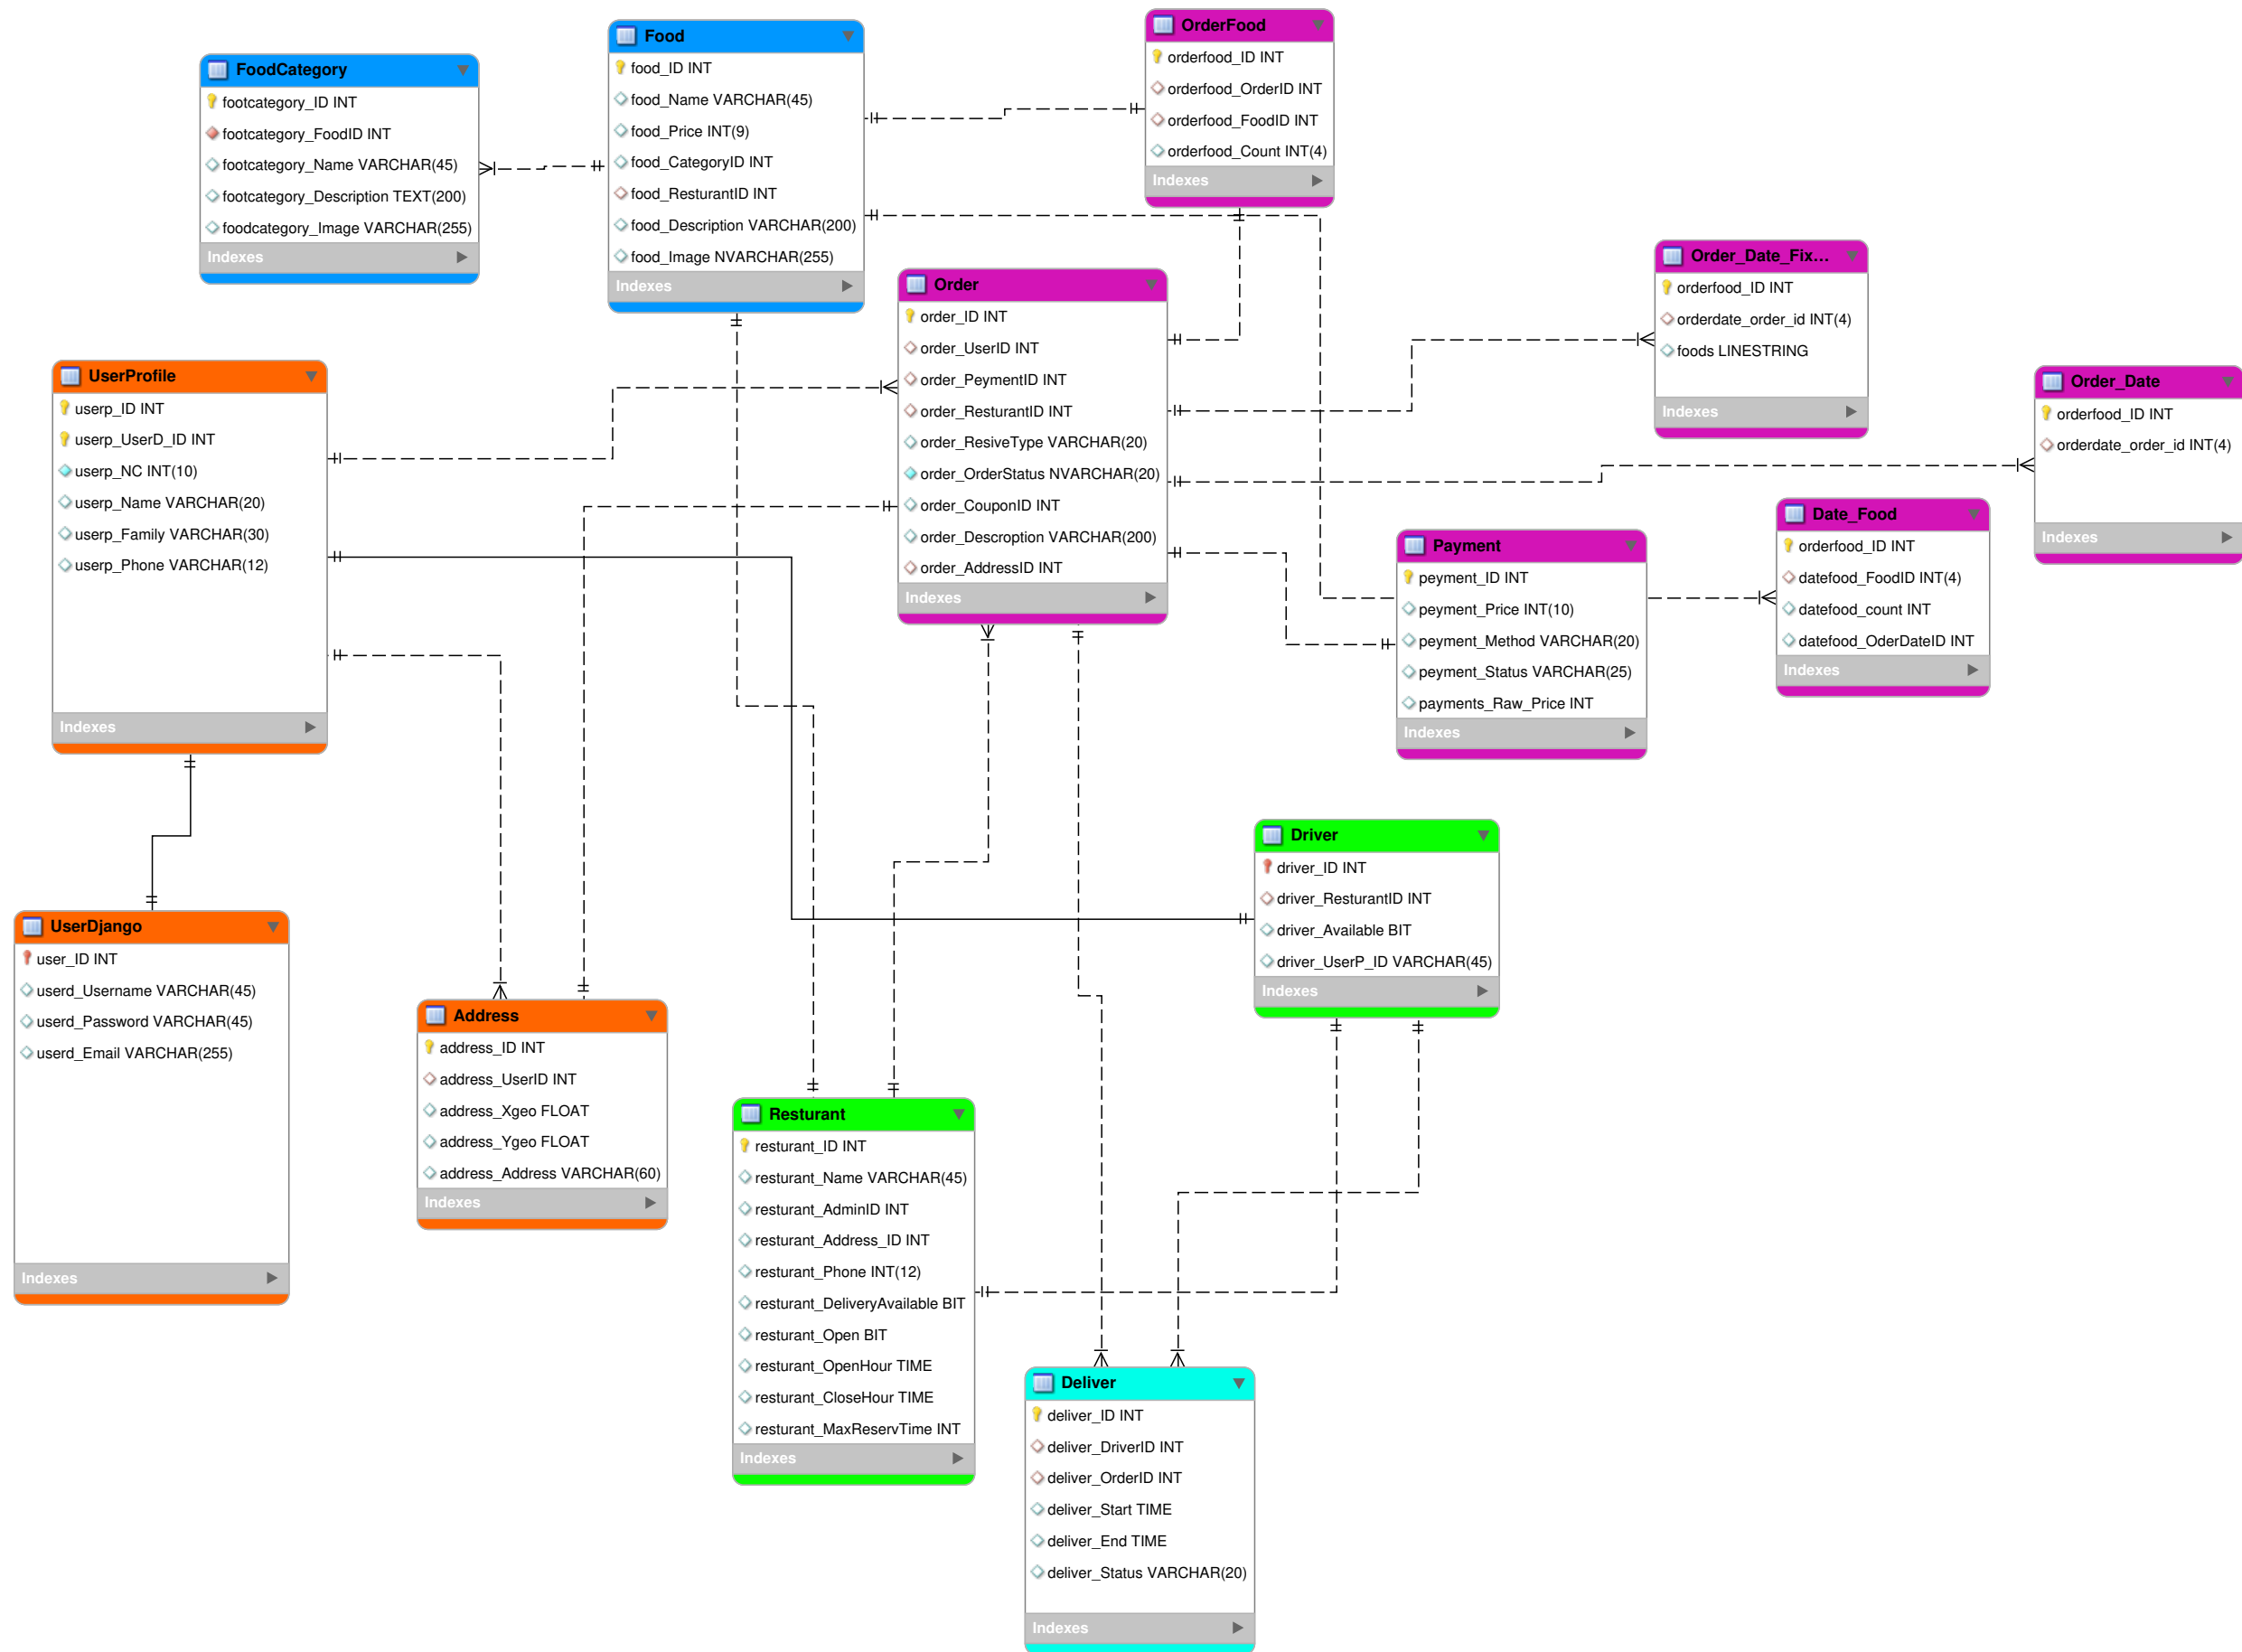 FoodCategory
footcategory_ID INT
footcategory_FoodID INT
footcategory_Name VARCHAR(45)
footcategory_Description TEXT(200)
foodcategory_Image VARCHAR(255)
Indexes
Food
food_ID INT
food_Name VARCHAR(45)
food_Price INT(9)
food_CategoryID INT
food_ResturantID INT
food_Description VARCHAR(200)
food_Image NVARCHAR(255)
Indexes
OrderFood
orderfood_ID INT
orderfood_OrderID INT
orderfood_FoodID INT
orderfood_Count INT(4)
Indexes
Order
order_ID INT
order_UserID INT
order_PeymentID INT
order_ResturantID INT
order_ResiveType VARCHAR(20)
order_OrderStatus NVARCHAR(20)
order_CouponID INT
order_Descroption VARCHAR(200)
order_AddressID INT
Indexes
Order_Date_Fix...
orderfood_ID INT
orderdate_order_id INT(4)
foods LINESTRING
Indexes
Order_Date
orderfood_ID INT
orderdate_order_id INT(4)
Indexes
UserProfile
userp_ID INT
userp_UserD_ID INT
userp_NC INT(10)
userp_Name VARCHAR(20)
userp_Family VARCHAR(30)
userp_Phone VARCHAR(12)
Indexes
Payment
peyment_ID INT
peyment_Price INT(10)
peyment_Method VARCHAR(20)
peyment_Status VARCHAR(25)
payments_Raw_Price INT
Indexes
Date_Food
orderfood_ID INT
datefood_FoodID INT(4)
datefood_count INT
datefood_OderDateID INT
Indexes
Driver
driver_ID INT
driver_ResturantID INT
driver_Available BIT
driver_UserP_ID VARCHAR(45)
Indexes
UserDjango
user_ID INT
userd_Username VARCHAR(45)
userd_Password VARCHAR(45)
userd_Email VARCHAR(255)
Indexes
Address
address_ID INT
address_UserID INT
address_Xgeo FLOAT
address_Ygeo FLOAT
address_Address VARCHAR(60)
Indexes
Resturant
resturant_ID INT
resturant_Name VARCHAR(45)
resturant_AdminID INT
resturant_Address_ID INT
resturant_Phone INT(12)
resturant_DeliveryAvailable BIT
resturant_Open BIT
resturant_OpenHour TIME
resturant_CloseHour TIME
resturant_MaxReservTime INT
Indexes
Deliver
deliver_ID INT
deliver_DriverID INT
deliver_OrderID INT
deliver_Start TIME
deliver_End TIME
deliver_Status VARCHAR(20)
Indexes